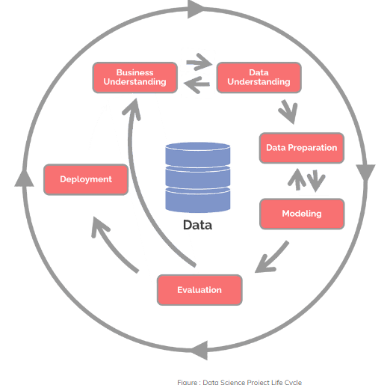 Business
Understanding
Data
Understanding
Data Preparation
Deployment
Data
Modeling
Evaluation
Figure : Data Science Project Life Cycle